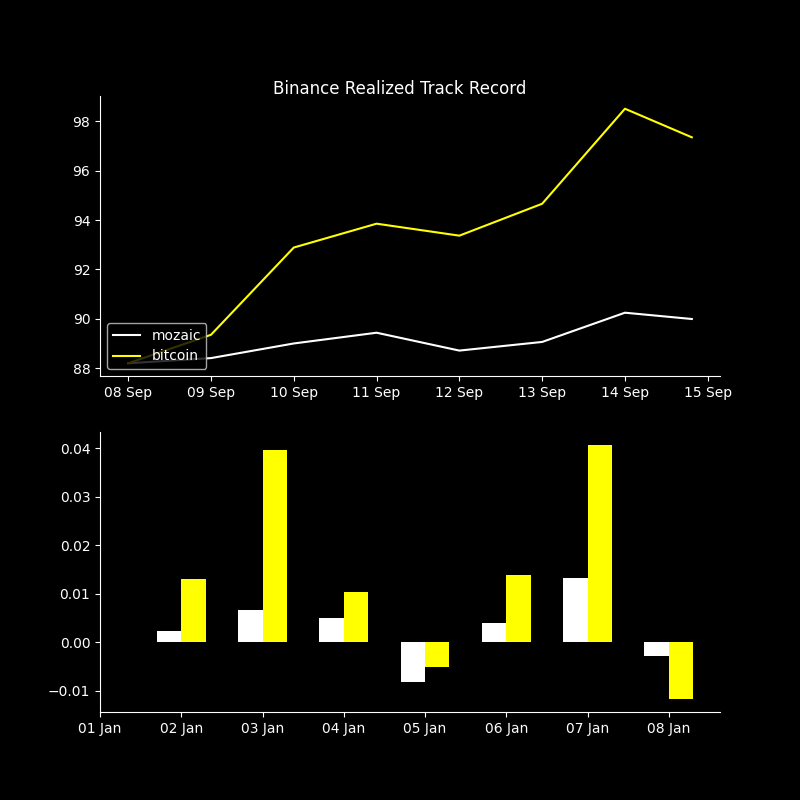 Binance Realized Track Record
98
96
94
92
90
88
mozaic
bitcoin
08 Sep 09 Sep 10 Sep 11 Sep 12 Sep 13 Sep 14 Sep 15 Sep
0.04
0.03
0.02
0.01
0.00
−0.01
01 Jan 02 Jan 03 Jan 04 Jan 05 Jan 06 Jan 07 Jan 08 Jan